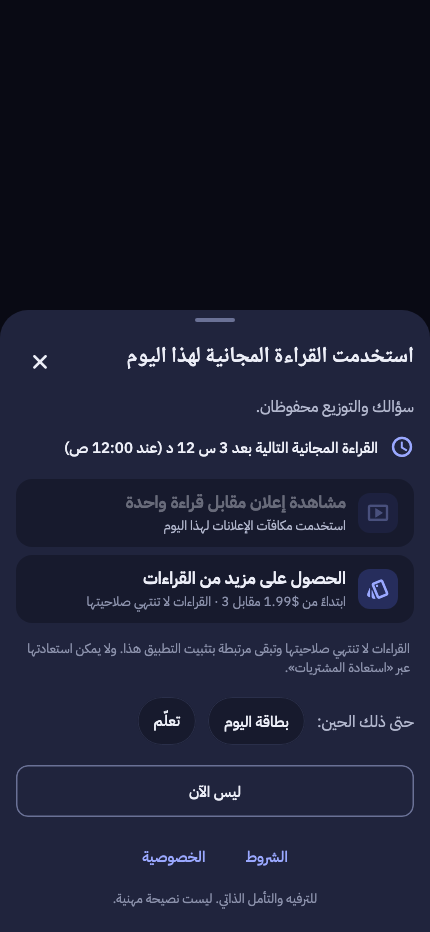 استخدمت القراءة المجانية لهذا اليوم
سؤالك والتوزيع محفوظان.
القراءة المجانية التالية بعد 3 س 12 د (عند 12:00 ص)
مشاهدة إعلان مقابل قراءة واحدة
استخدمت مكافآت الإعلانات لهذا اليوم
الحصول على مزيد من القراءات
ابتداءً من 1.99$ مقابل 3 · القراءات لا تنتهي صلاحيتها
القراءات لا تنتهي صلاحيتها وتبقى مرتبطة بتثبيت التطبيق هذا. ولا يمكن استعادتها
عبر «استعادة المشتريات».
حتى ذلك الحين: بطاقة اليوم تعلّم
ليس الآن
الشروط الخصوصية
للترفيه والتأمل الذاتي. ليست نصيحة مهنية.